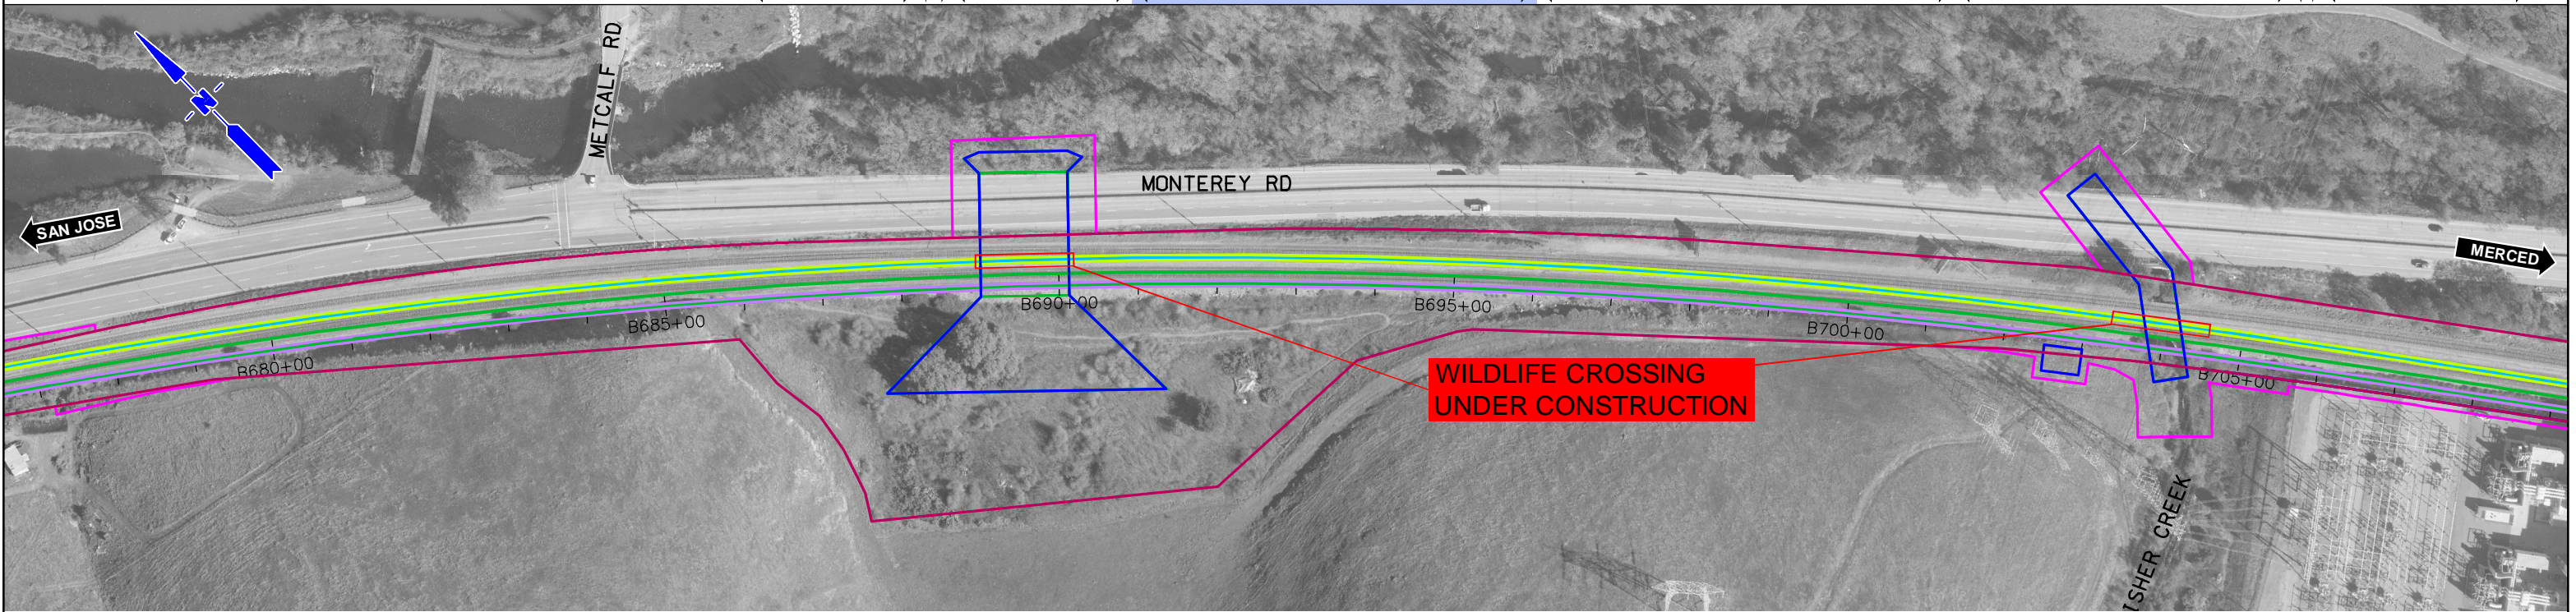 METCALF RD
N
SAN JOSE
MONTEREY RD
MERCED
B680+00
B685+00
B690+00
B695+00
B700+00
B705+00
WILDLIFE CROSSING
UNDER CONSTRUCTION
ISHER CREEK